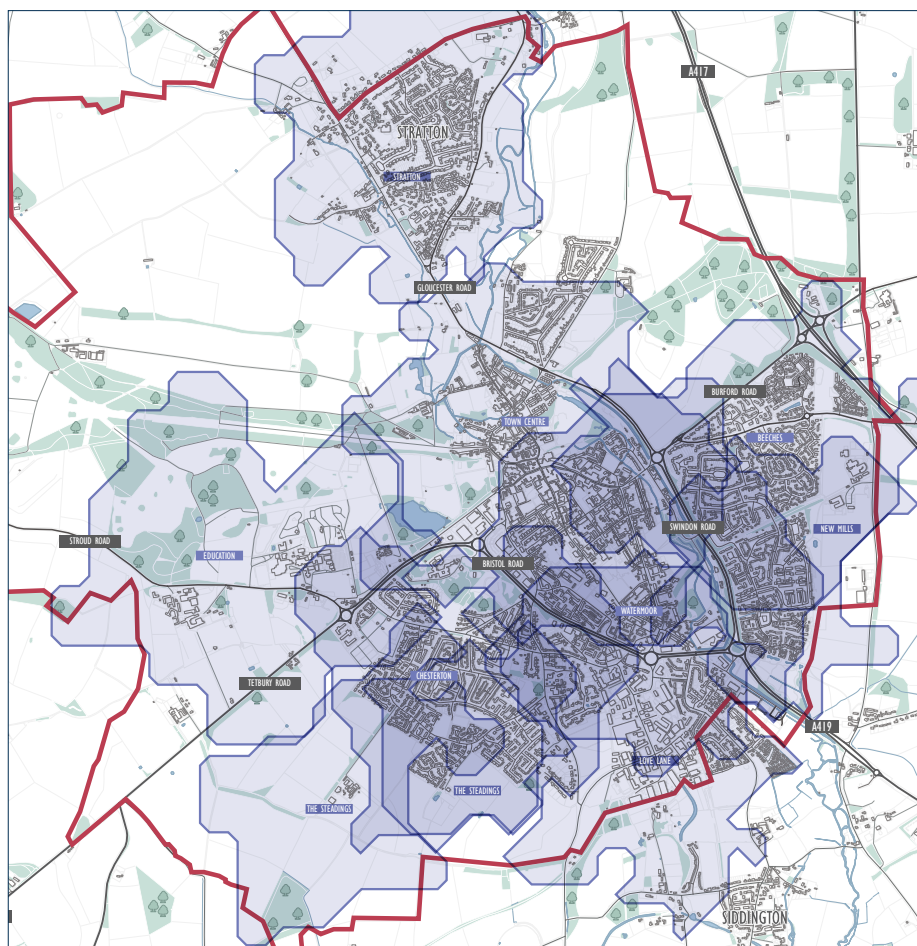 A417
STRATTON
STRATTON
GLOUCESTER ROAD
BURFORD ROAD
TOWN CENTRE
BEECHES
SWINDON ROAD
NEW MILLS
STROUD ROAD
EDUCATION
BRISTOL ROAD
WATERMOOR
CHESTERTON
TETBURY ROAD
A419
LOVE LANE
THE STEADINGS
THE STEADINGS
SIDDINGTON